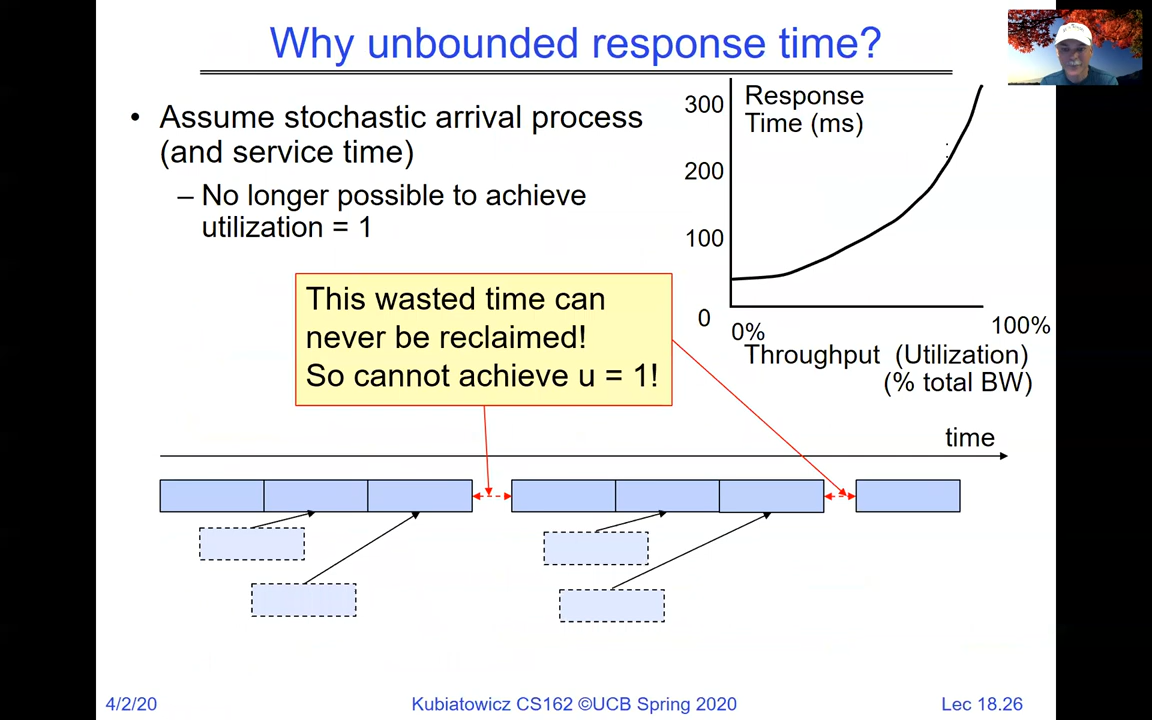 Why unbounded response time?
• Assume stochastic arrival process
(and service time)
– No longer possible to achieve
utilization = 1
300
200
100
0
Response
Time (ms)
0%
100%
Throughput (Utilization)
(% total BW)
This wasted time can
never be reclaimed!
So cannot achieve u = 1!
time
4/2/20
Kubiatowicz CS162 ©UCB Spring 2020
Lec 18.26